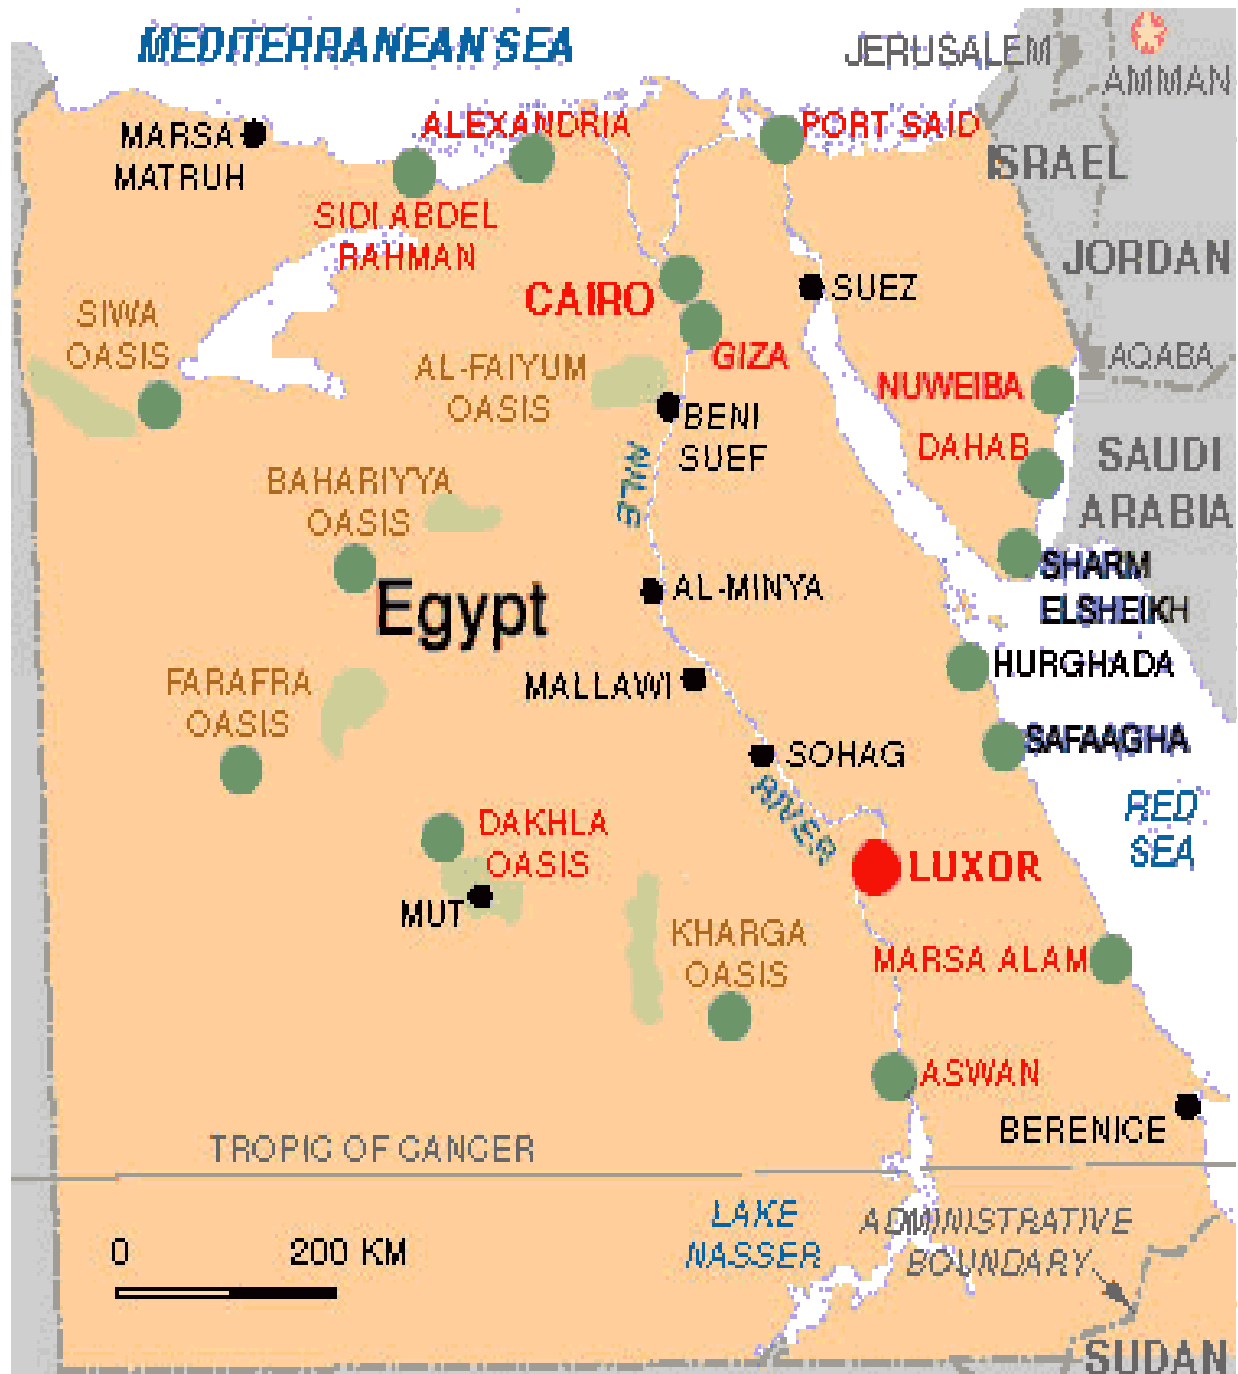 MEDITERRANEAN SEA
JERUSALEM
AMMAN
MARSA
MATRUH
ALEXANDRIA
PORT SAID
ISRAEL
SIDI ABDEL
RAHMAN
JORDAN
CAIRO
SUEZ
SIWA
OASIS
AL-FAIYUM
OASIS
GIZA
AQABA
NUWEIBA
BENI
SUEF
DAHAB
SAUDI
ARABIA
NILE
BAHARIYYA
OASIS
SHARM
ELSHEIKH
Egypt
AL-MINYA
HURGHADA
FARAFRA
OASIS
MALLAWI
SAFAAGHA
SOHAG
RIVER
RED
SEA
DAKHLA
OASIS
LUXOR
MUT
KHARGA
OASIS
MARSA ALAM
ASWAN
BERENICE
TROPIC OF CANCER
LAKE
NASSER
ADMINISTRATIVE
BOUNDARY
0 200 KM
SUDAN